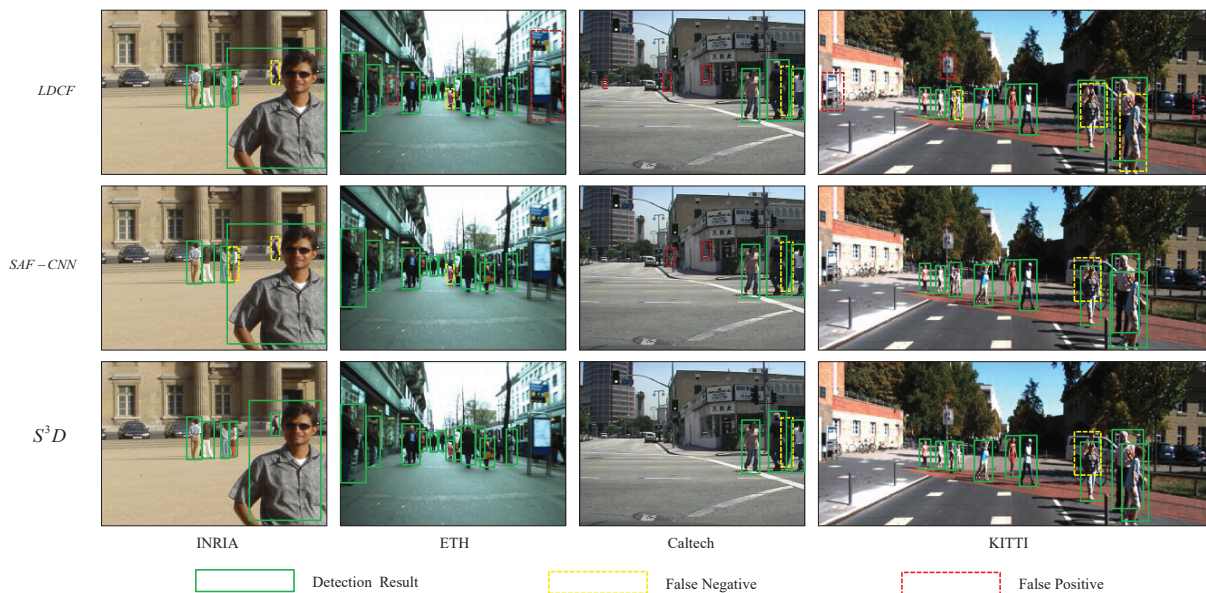 LDCF
SAF – CNN
S³D
INRIA
ETH
Caltech
KITTI
Detection Result
False Negative
False Positive